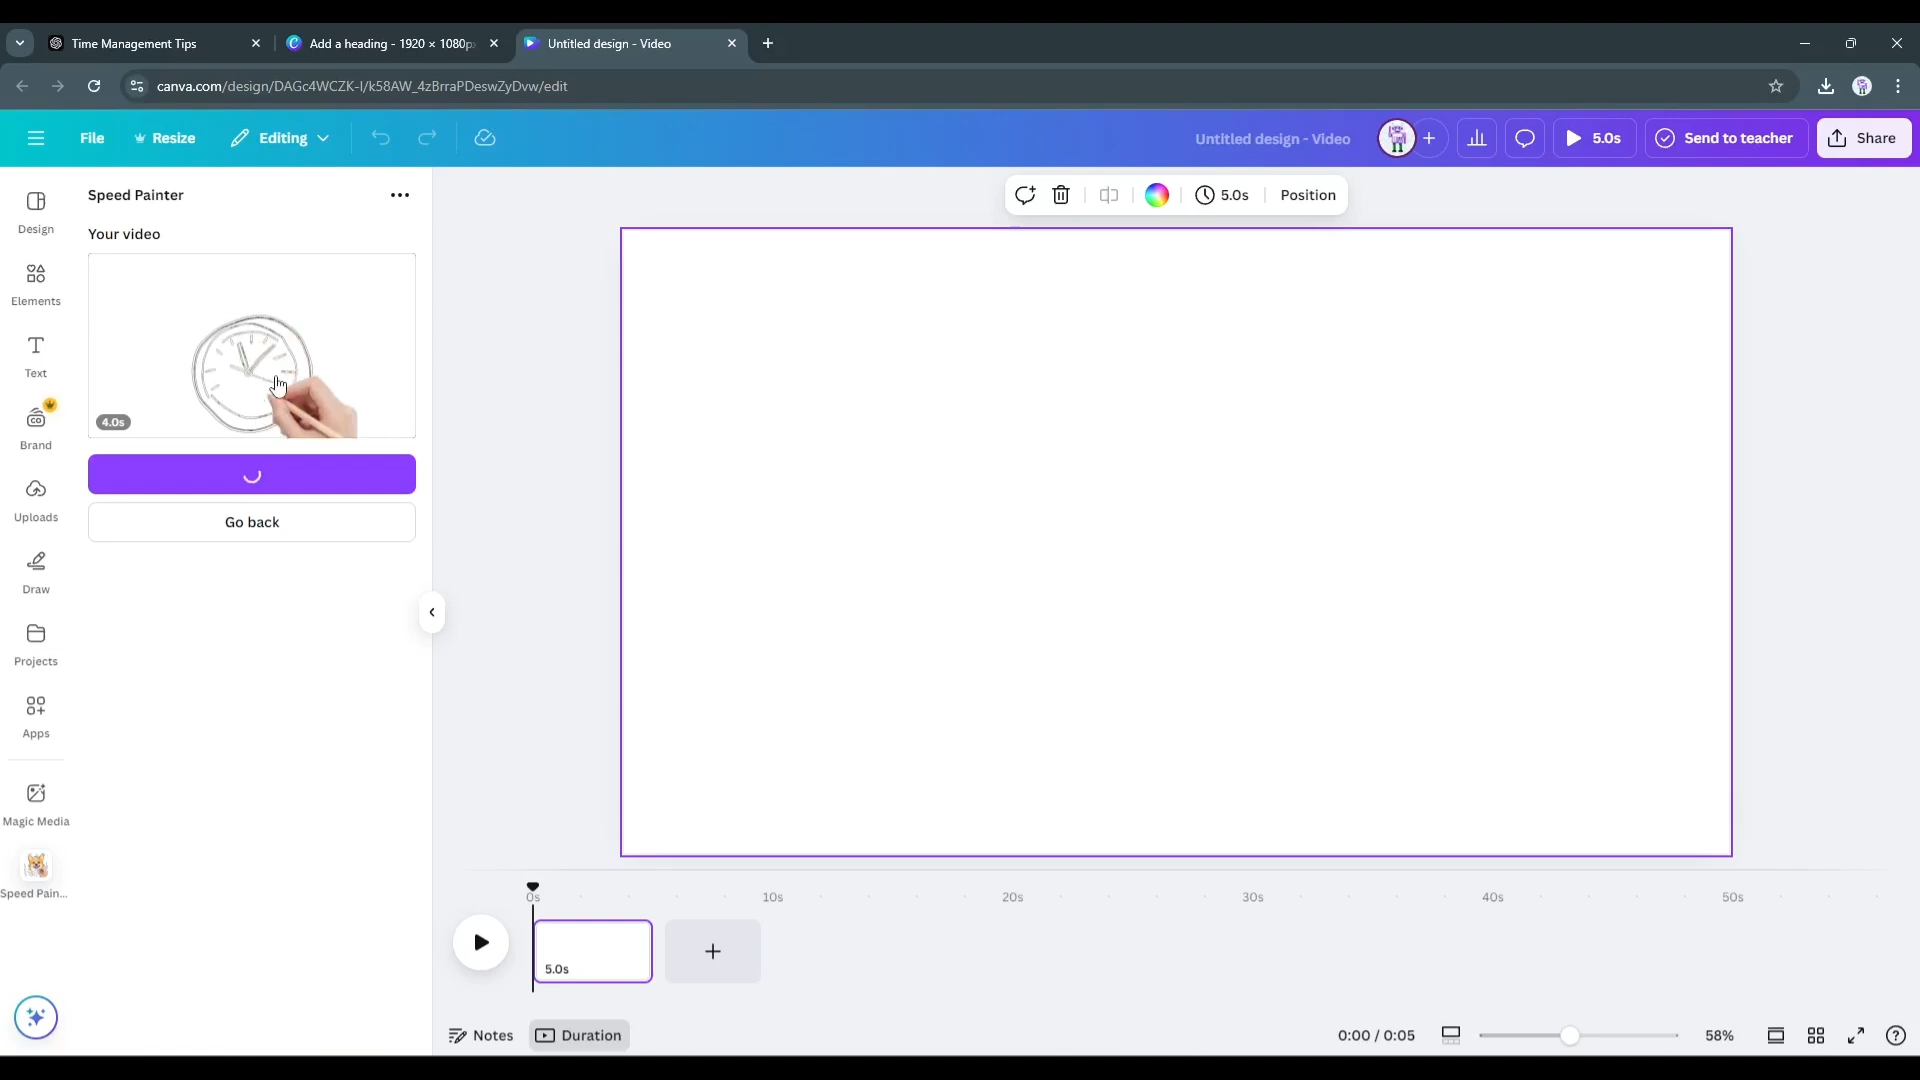 Time Management Tips
Add a heading - 1920 × 1080p
Untitled design - Video
canva.com/design/DAGc4WCZK-I/k58AW_4zBrraPDeswZyDvw/edit
File
Resize
Editing
Untitled design - Video
5.0s
Send to teacher
Share
Design
Elements
Text
Brand
Uploads
Draw
Projects
Apps
Magic Media
Speed Pain...
Speed Painter
Your video
4.0s
Go back
5.0s
Position
0s
10s
20s
30s
40s
50s
5.0s
Notes
Duration
0:00 / 0:05
58%